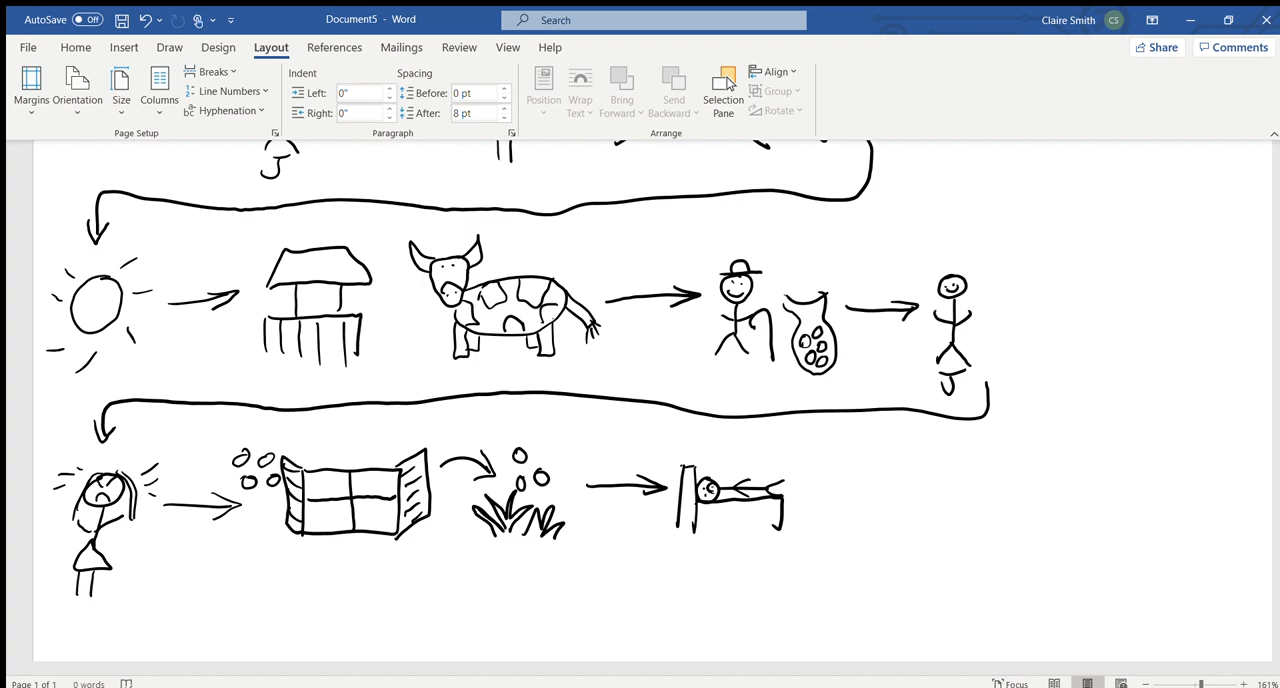 AutoSave Off Document5 - Word Search Claire Smith CS
File Home Insert Draw Design Layout References Mailings Review View Help Share Comments
Margins Orientation Size Columns Breaks Line Numbers Hyphenation
Page Setup
Indent Spacing
Left: 0" Before: 0 pt
Right: 0" After: 8 pt
Paragraph
Position Wrap Text Bring Forward Send Backward Selection Pane Align Group Rotate
Arrange
J
J
Page 1 of 1 0 words Focus 161%